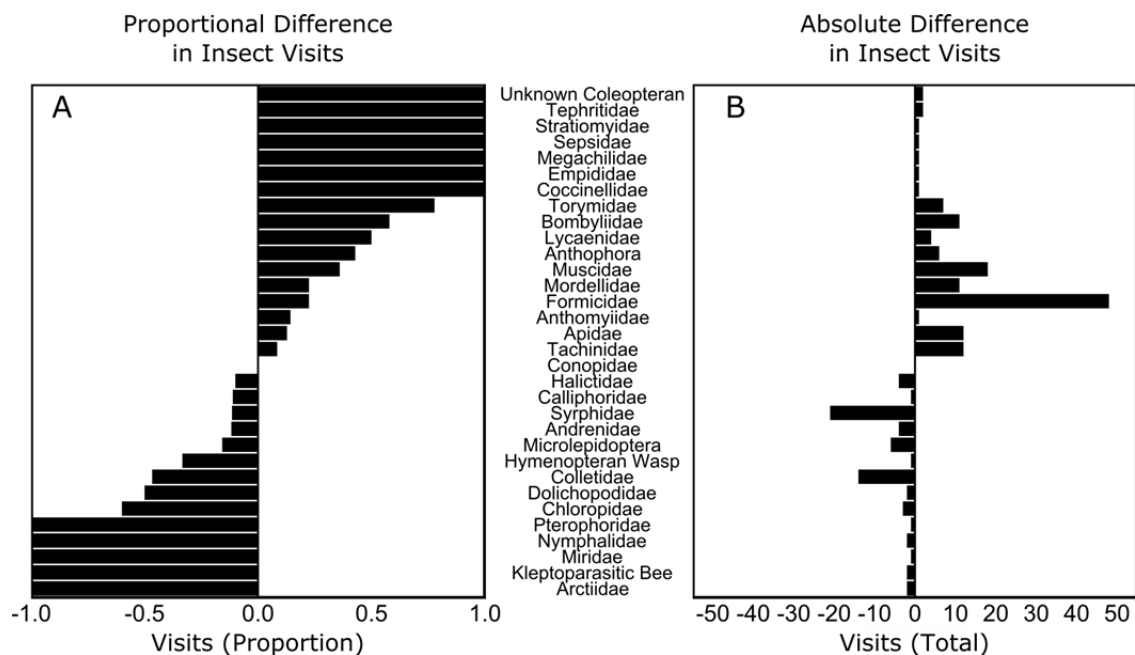 Proportional Difference
in Insect Visits
Absolute Difference
in Insect Visits
A
B
Unknown Coleopteran
Tephritidae
Stratiomyidae
Sepsidae
Megachilidae
Empididae
Coccinellidae
Torymidae
Bombyliidae
Lycaenidae
Anthophora
Muscidae
Mordellidae
Formicidae
Anthomyiidae
Apidae
Tachinidae
Conopidae
Halictidae
Calliphoridae
Syrphidae
Andrenidae
Microlepidoptera
Hymenopteran Wasp
Colletidae
Dolichopodidae
Chloropidae
Pterophoridae
Nymphalidae
Miridae
Kleptoparasitic Bee
Arctiidae
-1.0 -0.5 0.0 0.5 1.0
Visits (Proportion)
-50 -40 -30 -20 -10 0 10 20 30 40 50
Visits (Total)